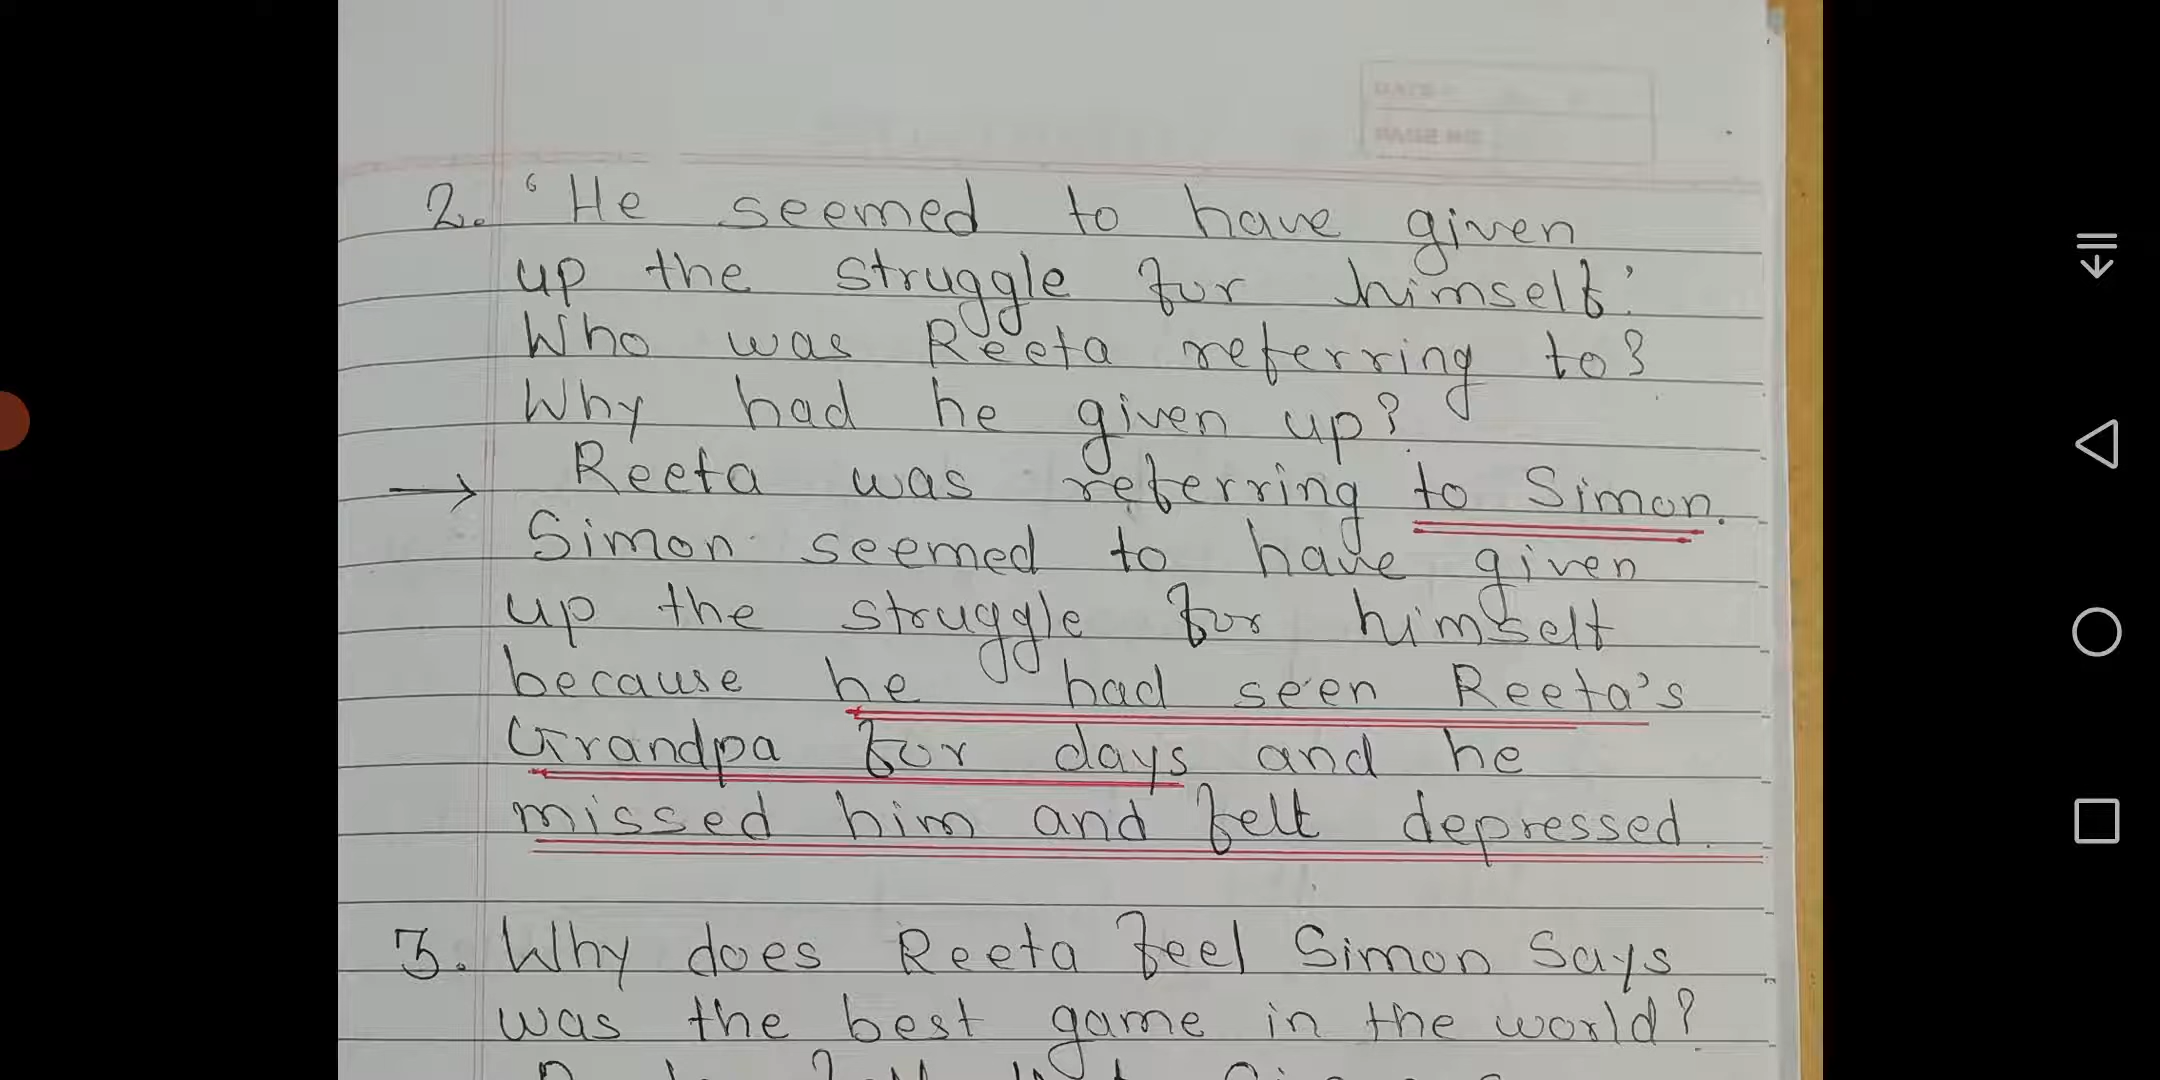 DATE
PAGE NO
2. ‘He seemed to have given
up the struggle for himself’
Who was Reeta referring to?
Why had he given up?
→ Reeta was referring to Simon.
Simon seemed to have given
up the struggle for himself
because he had seen Reeta's
Grandpa for days and he
missed him and felt depressed.
3. Why does Reeta feel Simon Says
was the best game in the world?